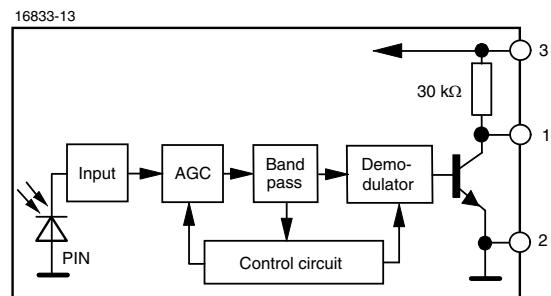 16833-13
3
30 kΩ
1
Input
AGC
Band
pass
Demo-
dulator
2
PIN
Control circuit